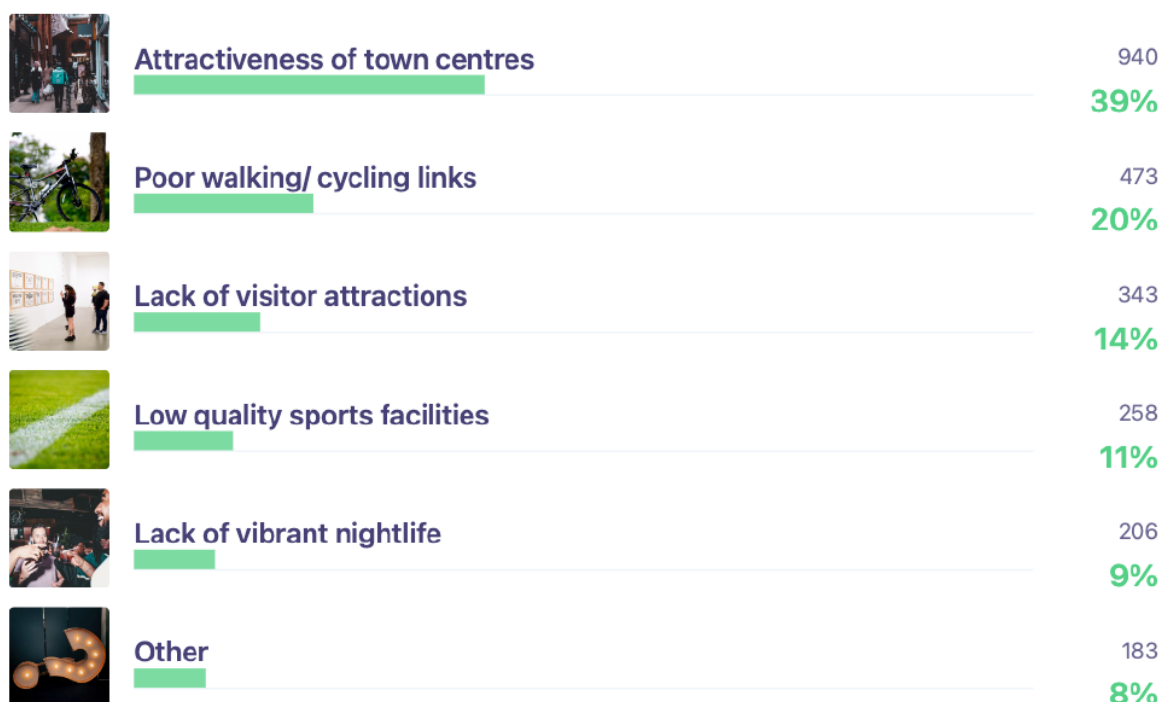 Attractiveness of town centres
940
39%
Poor walking/ cycling links
473
20%
Lack of visitor attractions
343
14%
Low quality sports facilities
258
11%
Lack of vibrant nightlife
206
9%
Other
183
8%